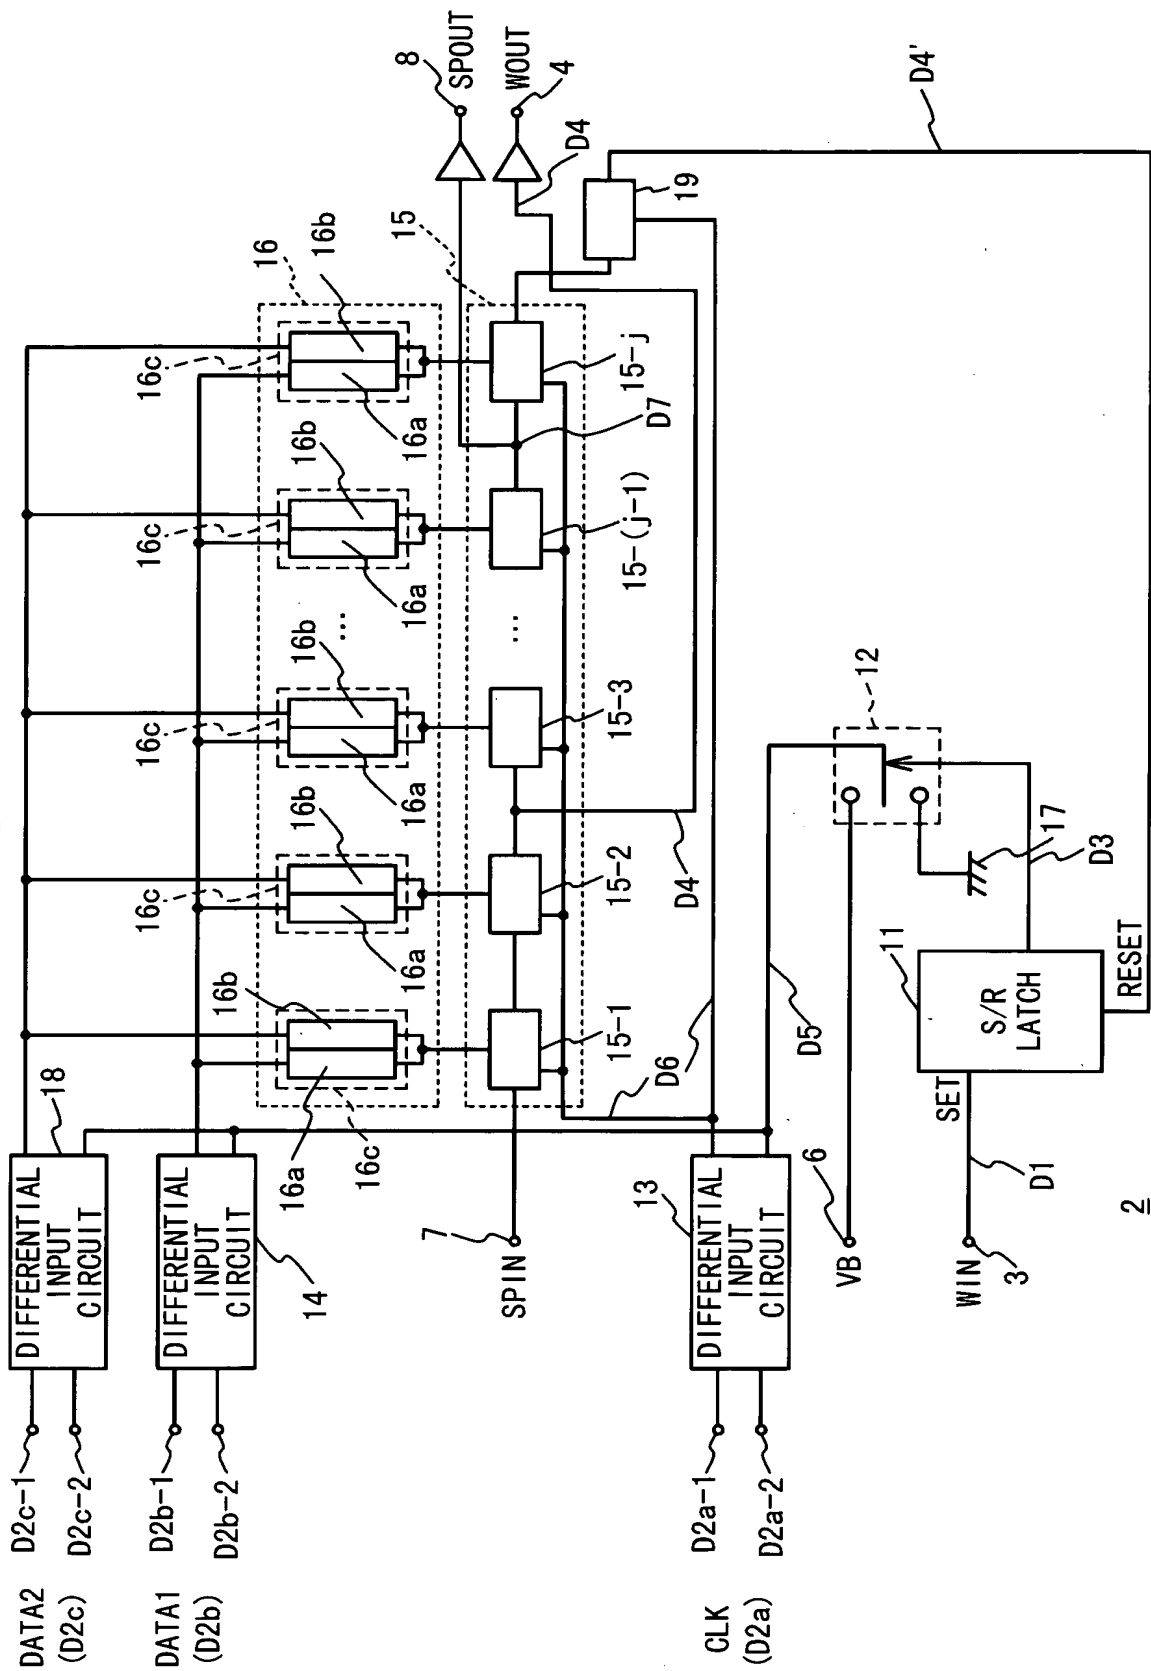 DATA2
(D2c)
D2c-1
D2c-2
DIFFERENTIAL
INPUT
CIRCUIT
18
DATA1
(D2b)
D2b-1
D2b-2
DIFFERENTIAL
INPUT
CIRCUIT
14
16a
16b
16c
16a
16b
16c
16a
16b
16c
...
16a
16b
16c
16a
16b
16c
16
15
SPIN
7
15-1
15-2
15-3
...
15-(j-1)
15-j
D7
8
SPOUT
WOUT
4
D4
19
D4'
D4
D6
CLK
(D2a)
D2a-1
D2a-2
13
DIFFERENTIAL
INPUT
CIRCUIT
VB
6
D5
12
17
D3
WIN
3
D1
SET
11
S/R
LATCH
RESET
2